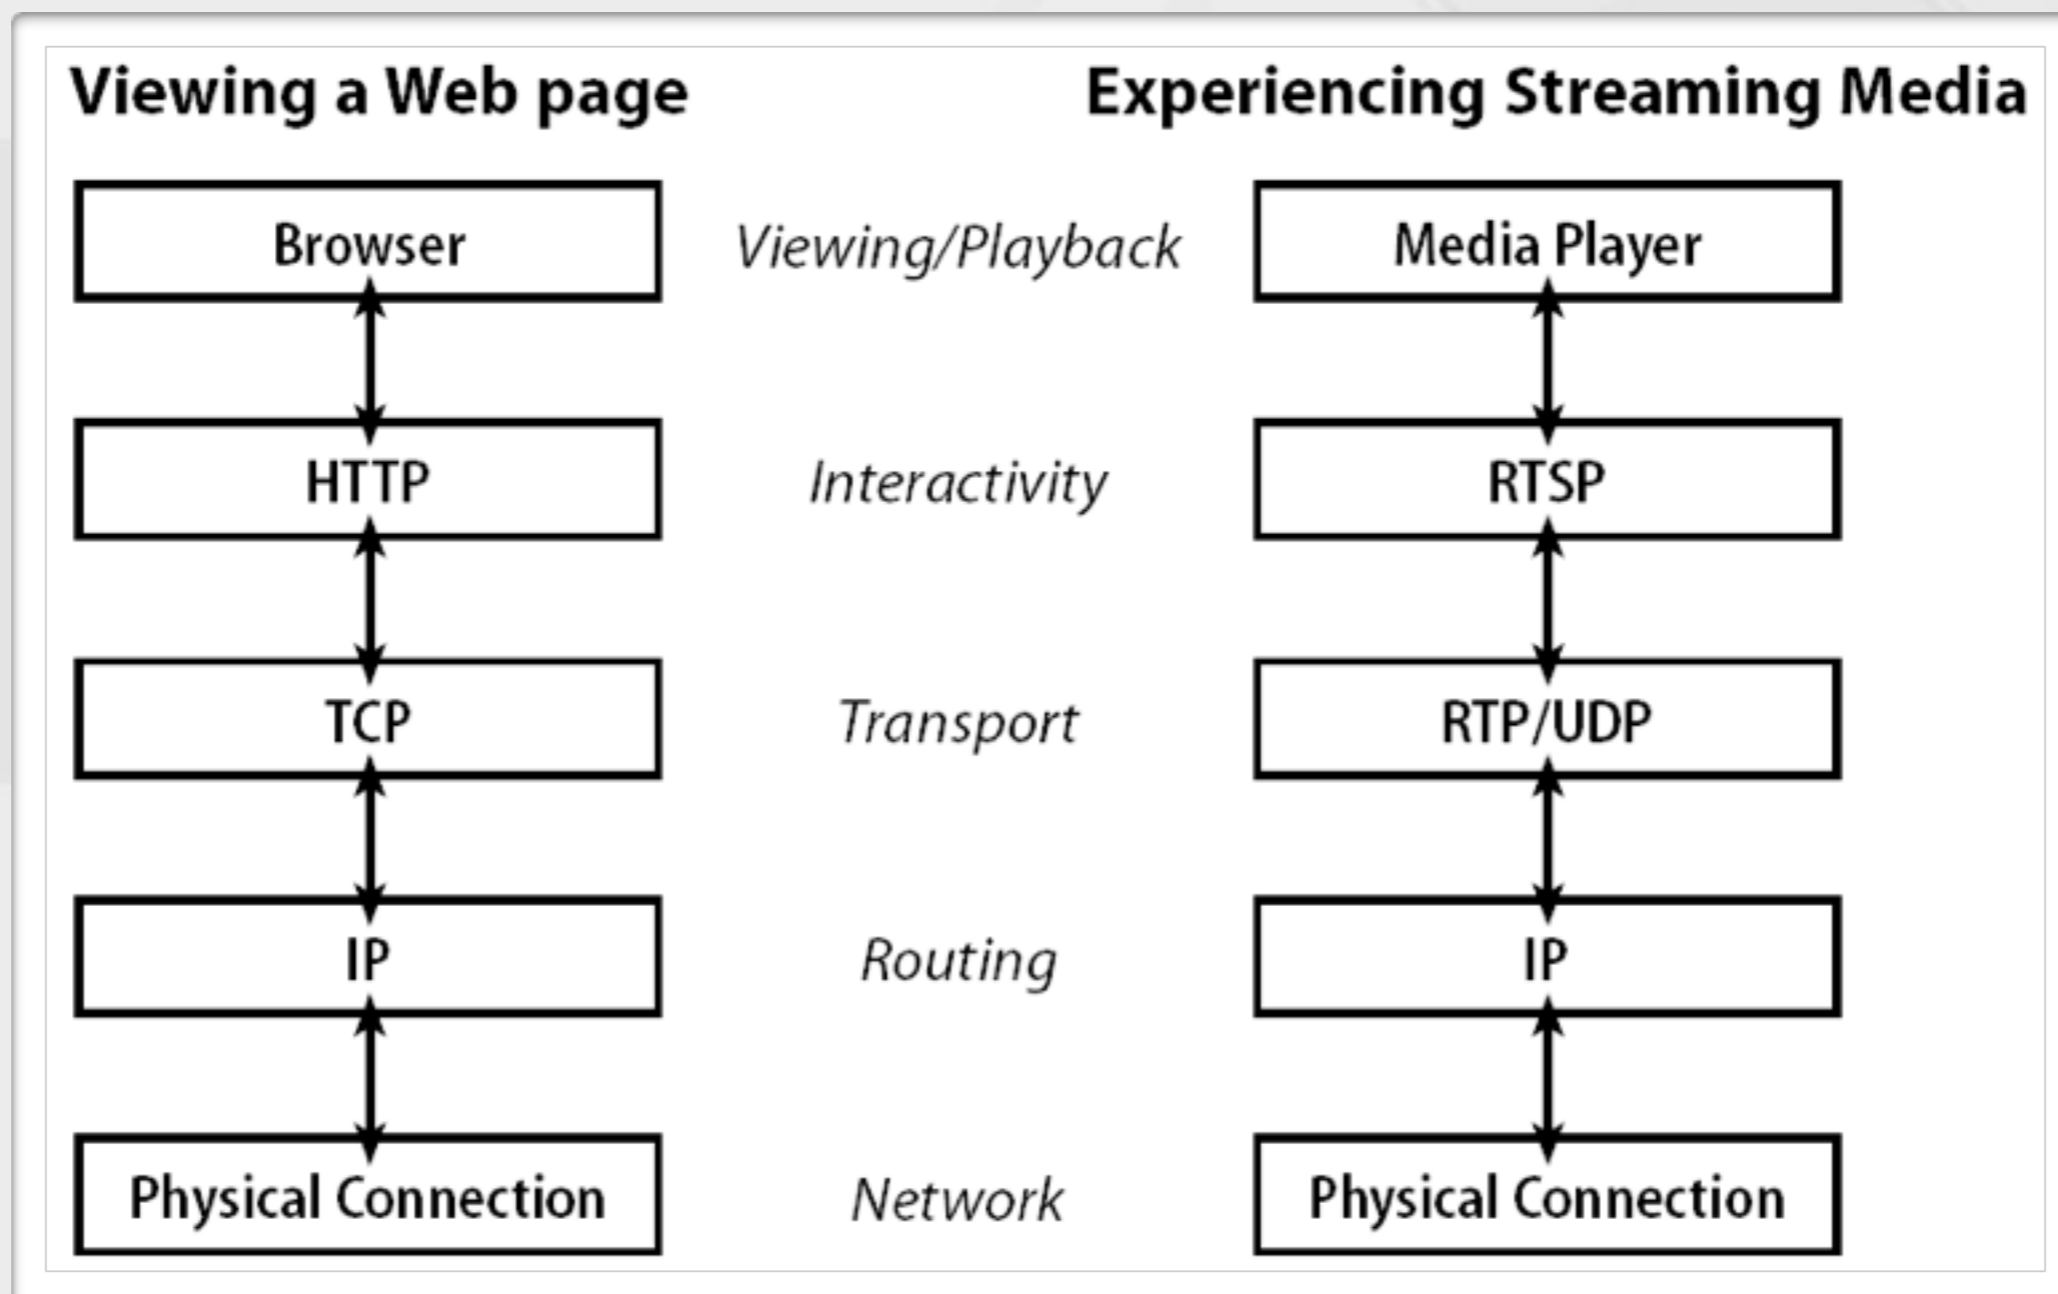 Viewing a Web page
Experiencing Streaming Media
Browser
Viewing/Playback
Media Player
HTTP
Interactivity
RTSP
TCP
Transport
RTP/UDP
IP
Routing
IP
Physical Connection
Network
Physical Connection